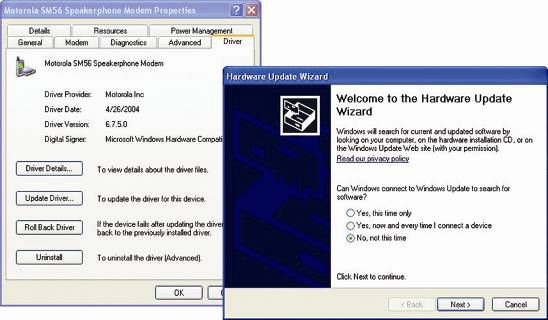 Motorola SM56 Speakerphone Modem Properties
Details Resources Power Management
General Modem Diagnostics Advanced Driver
Motorola SM56 Speakerphone Modem
Driver Provider: Motorola Inc
Driver Date: 4/26/2004
Driver Version: 6.7.5.0
Digital Signer: Microsoft Windows Hardware Compati
Driver Details... To view details about the driver files.
Update Driver... To update the driver for this device.
Roll Back Driver If the device fails after updating the driver
back to the previously installed driver.
Uninstall To uninstall the driver (Advanced).
OK
Hardware Update Wizard
Welcome to the Hardware Update
Wizard
Windows will search for current and updated software by
looking on your computer, on the hardware installation CD, or on
the Windows Update Web site (with your permission).
Read our privacy policy
Can Windows connect to Windows Update to search for
software?
Yes, this time only
Yes, now and every time I connect a device
No, not this time
Click Next to continue.
< Back Next > Cancel